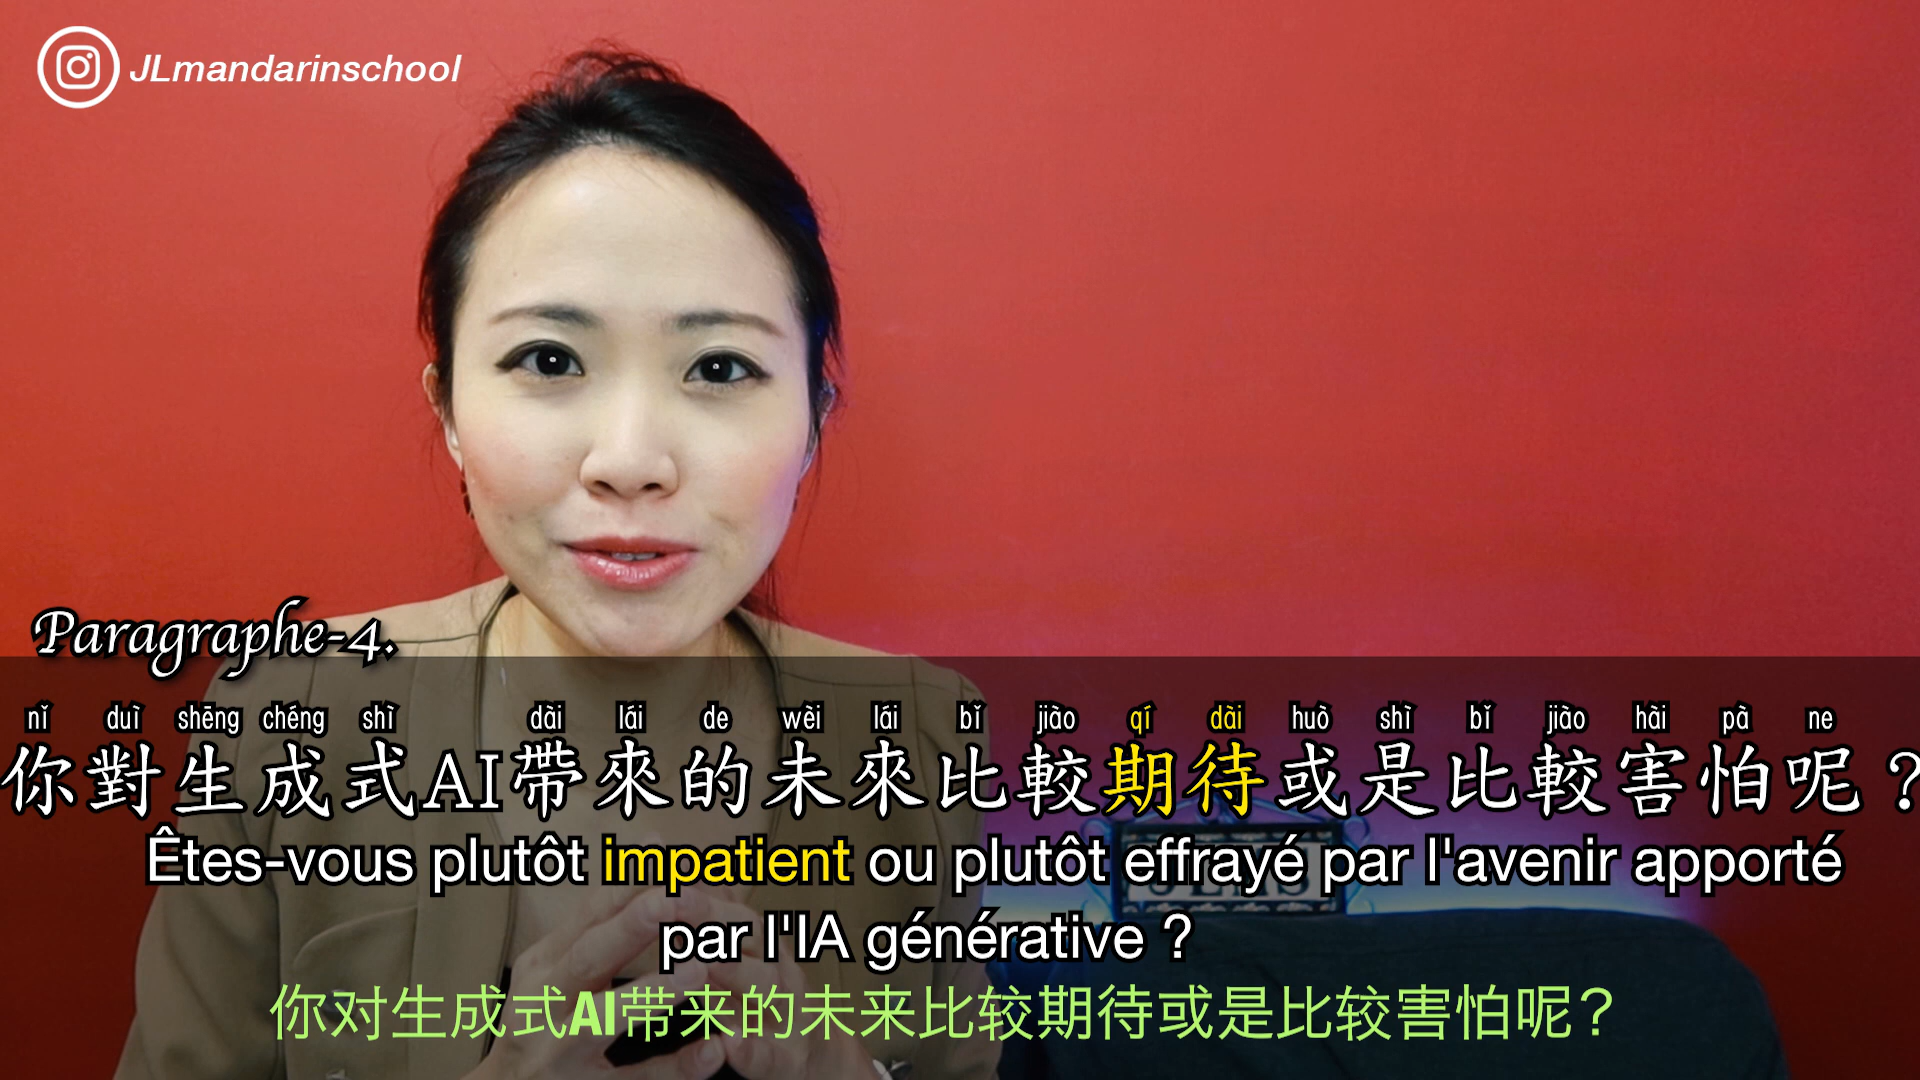 JLmandarinschool
Paragraphe-4.
nǐ duì shēng chéng shì dài lái de wèi lái bǐ jiào qí dài huò shì bǐ jiào hài pà ne
你對生成式AI帶來的未來比較期待或是比較害怕呢？
Êtes-vous plutôt impatient ou plutôt effrayé par l'avenir apporté
par l'IA générative ?
你对生成式AI带来的未来比较期待或是比较害怕呢？